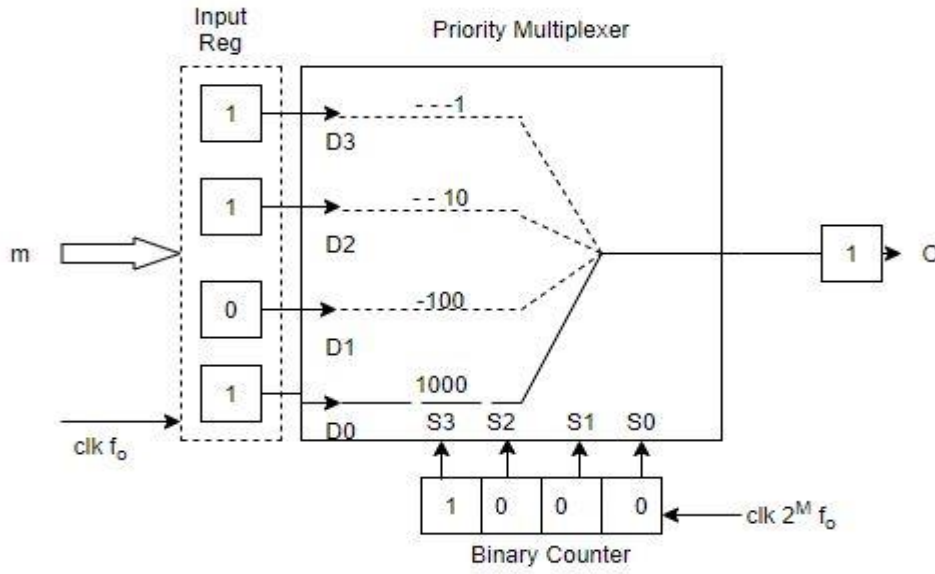 Input
Reg
Priority Multiplexer
1
- - -1
D3
1
- - 10
D2
m
1
0
-100
D1
1
1000
D0
S3 S2 S1 S0
clk fo
1 0 0 0
clk 2^M fo
Binary Counter